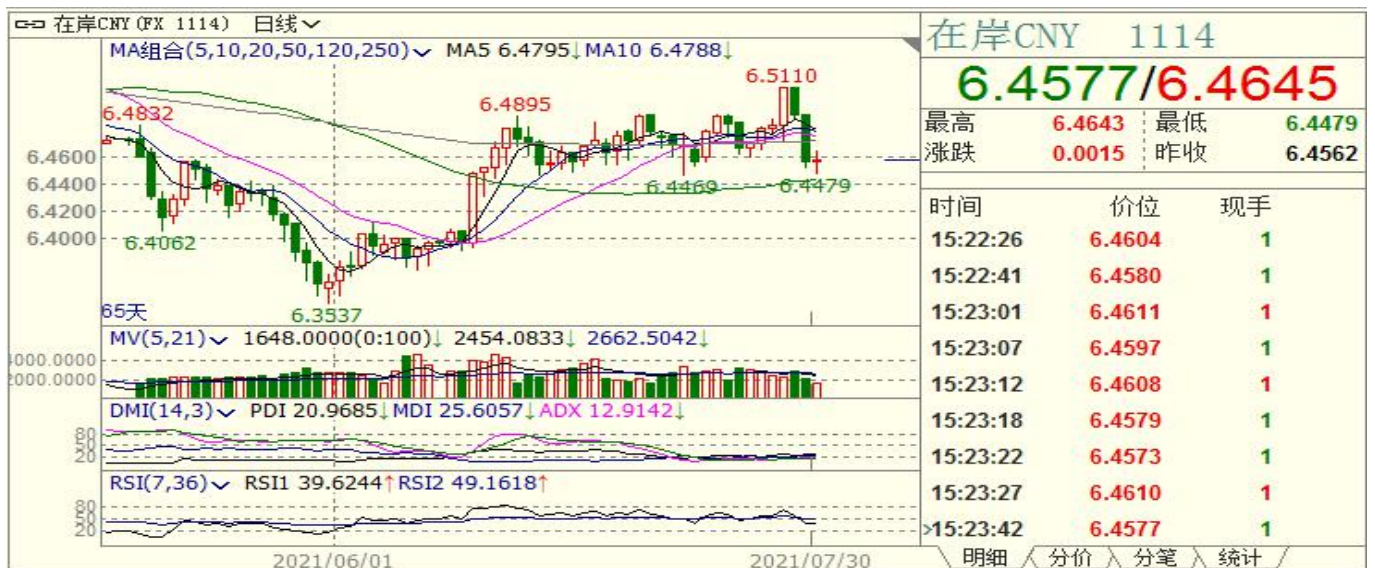 在岸CNY(FX 1114) 日线
MA组合(5,10,20,50,120,250) MA5 6.4795↓MA10 6.4788↓
6.5110
6.4832
6.4895
6.4600
6.4400
6.4469
6.4479
6.4200
6.4000
6.4062
65天
6.3537
MV(5,21) 1648.0000(0:100)↓ 2454.0833↓ 2662.5042↓
000.0000
2000.0000
DMI(14,3) PDI 20.9685↓MDI 25.6057↓ADX 12.9142↓
80
50
20
RSI(7,36) RSI1 39.6244↑RSI2 49.1618↑
80
50
20
2021/06/01 2021/07/30
在岸CNY 1114
6.4577/6.4645
最高 6.4643 最低 6.4479
涨跌 0.0015 昨收 6.4562
时间 价位 现手
15:22:26 6.4604 1
15:22:41 6.4580 1
15:23:01 6.4611 1
15:23:07 6.4597 1
15:23:12 6.4608 1
15:23:18 6.4579 1
15:23:22 6.4573 1
15:23:27 6.4610 1
>15:23:42 6.4577 1
明细 分价 分笔 统计